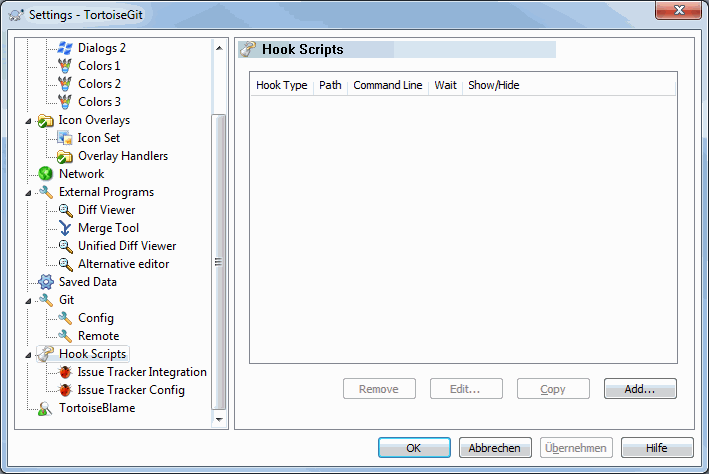 Settings - TortoiseGit
Dialogs 2
Colors 1
Colors 2
Colors 3
Icon Overlays
Icon Set
Overlay Handlers
Network
External Programs
Diff Viewer
Merge Tool
Unified Diff Viewer
Alternative editor
Saved Data
Git
Config
Remote
Hook Scripts
Issue Tracker Integration
Issue Tracker Config
TortoiseBlame
Hook Scripts
Hook Type Path Command Line Wait Show/Hide
Remove Edit... Copy Add...
OK Abbrechen Übernehmen Hilfe